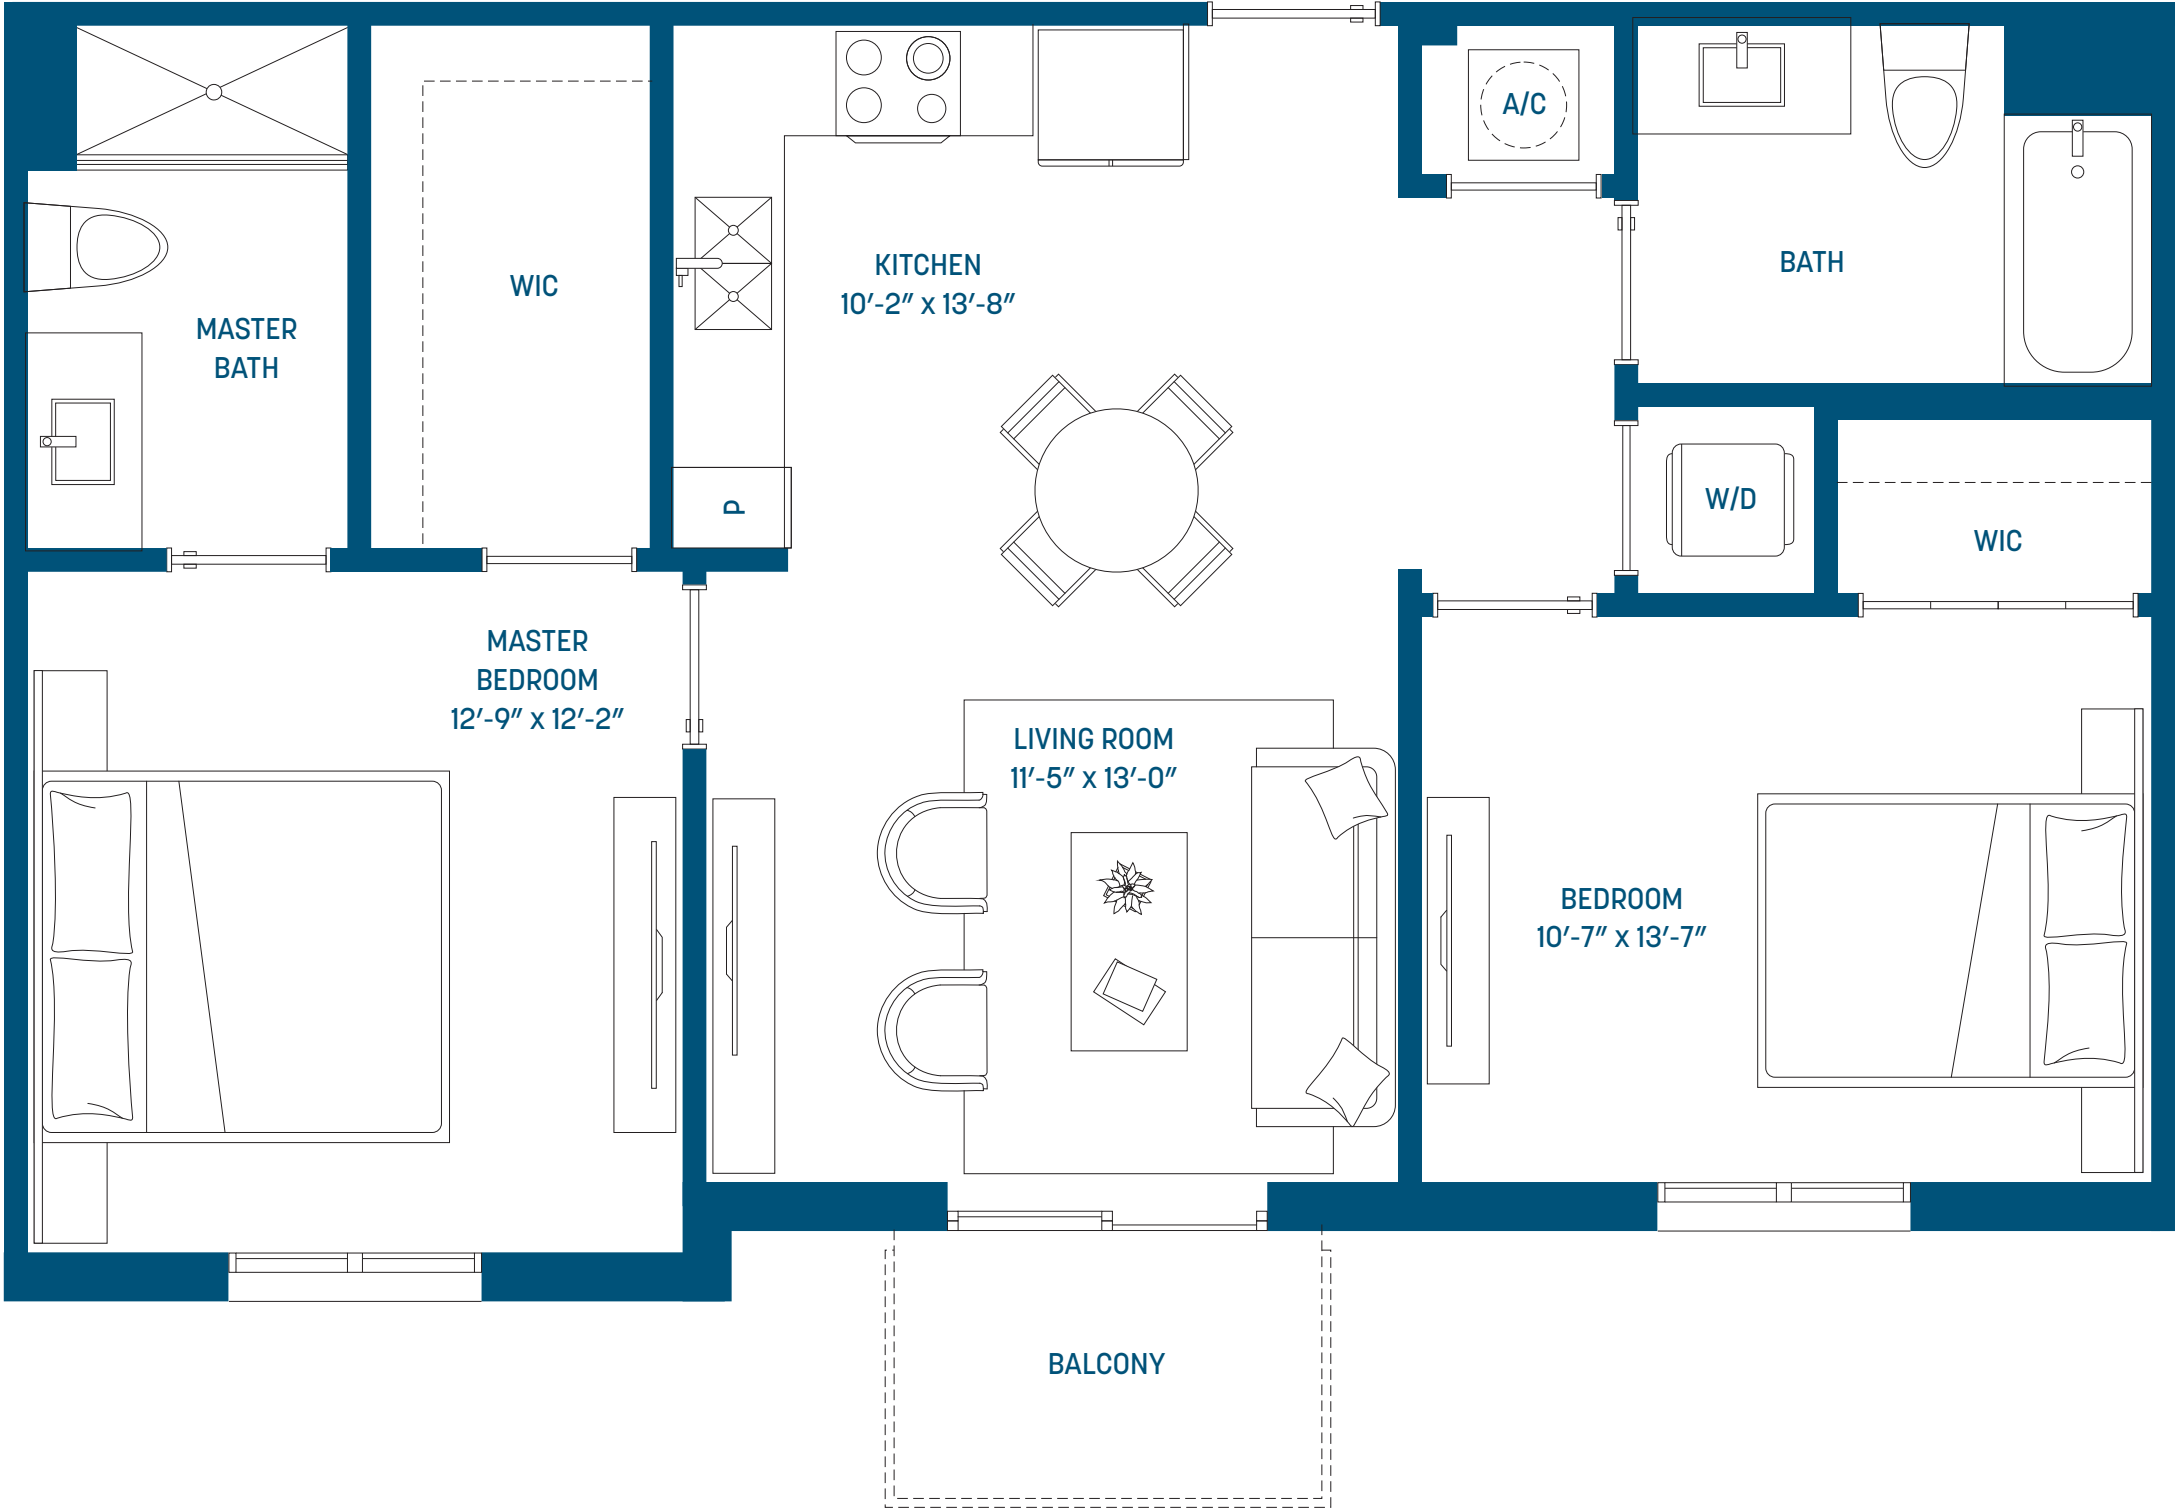 A/C
BATH
KITCHEN
10'-2" X 13'-8"
WIC
MASTER
BATH
P
W/D
WIC
MASTER
BEDROOM
12'-9" X 12'-2"
LIVING ROOM
11'-5" X 13'-0"
BEDROOM
10'-7" X 13'-7"
BALCONY